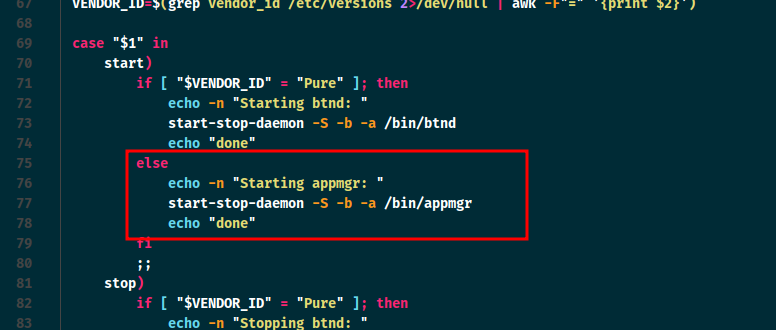 67 VENDOR_ID=$(grep vendor_id /etc/versions 2>/dev/null | awk -F"=" '{print $2}')
68
69 case "$1" in
70     start)
71         if [ "$VENDOR_ID" = "Pure" ]; then
72             echo -n "Starting btnd: "
73             start-stop-daemon -S -b -a /bin/btnd
74             echo "done"
75         else
76             echo -n "Starting appmgr: "
77             start-stop-daemon -S -b -a /bin/appmgr
78             echo "done"
79         fi
80         ;;
81     stop)
82         if [ "$VENDOR_ID" = "Pure" ]; then
83             echo -n "Stopping btnd: "